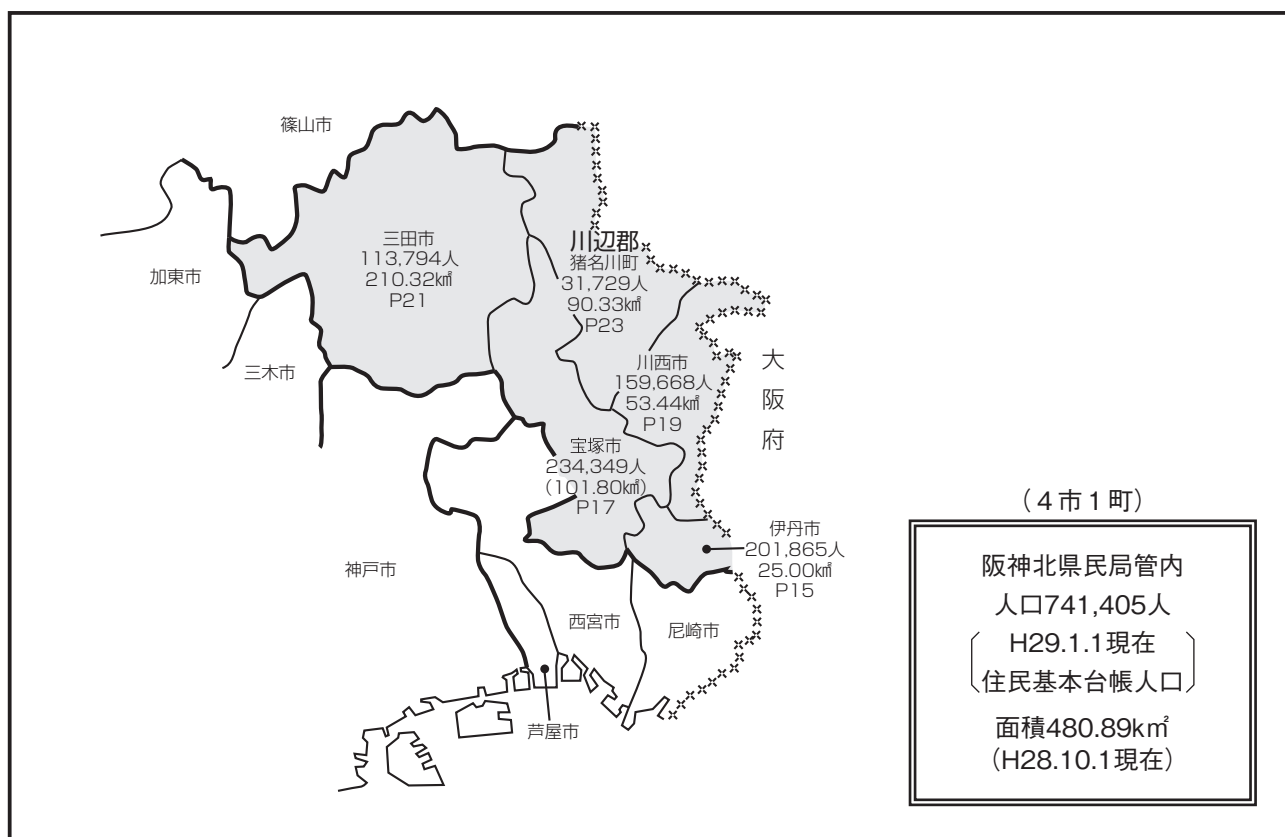 篠山市
三田市
113,794人
210.32㎢
P21
加東市
三木市
川辺郡
猪名川町
31,729人
90.33㎢
P23
川西市
159,668人
53.44㎢
P19
大阪府
宝塚市
234,349人
(101.80㎢)
P17
伊丹市
201,865人
25.00㎢
P15
神戸市
西宮市
尼崎市
芦屋市
(4市1町)
阪神北県民局管内
人口741,405人
H29.1.1現在
住民基本台帳人口
面積480.89k㎡
(H28.10.1現在)